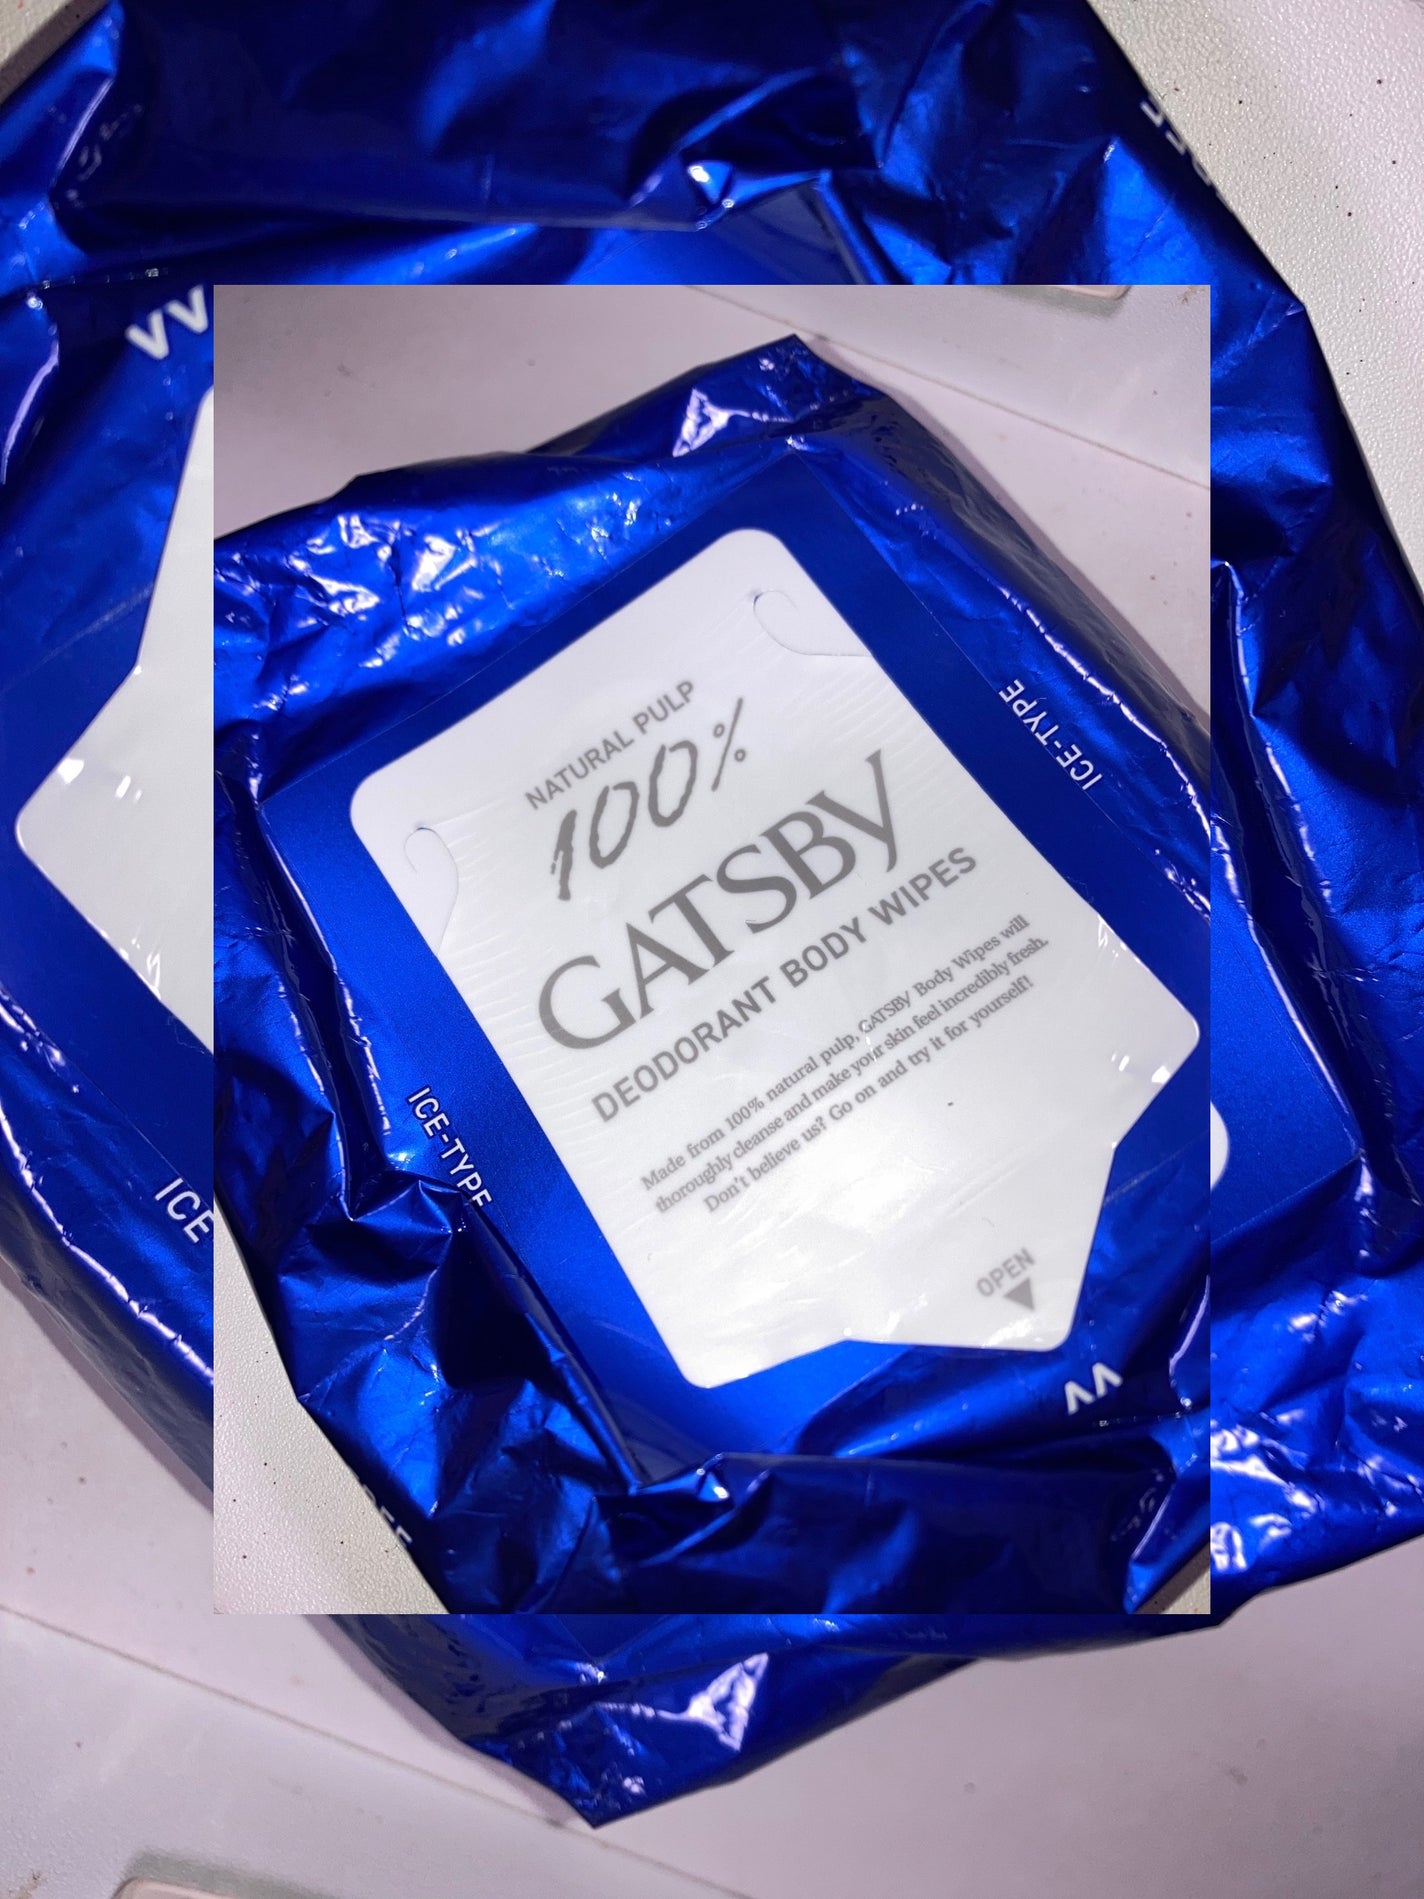 NATURAL PULP
100%
GATSBY
DEODORANT BODY WIPES
Made from 100% natural pulp, GATSBY Body Wipes will
thoroughly cleanse and make your skin feel incredibly fresh.
Don't believe us? Go on and try it for yourself!
OPEN
ICE-TYPE
ICE-TYPE
ICE